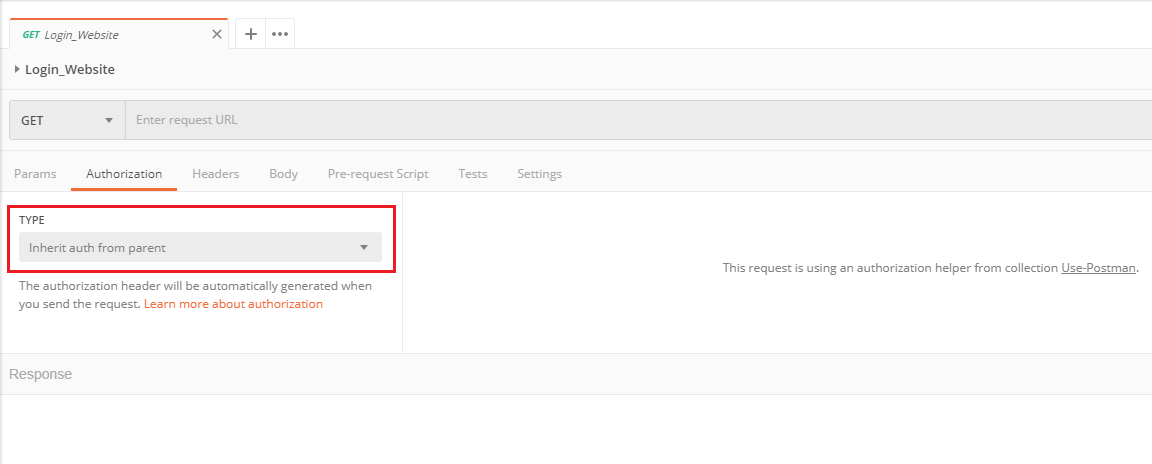 GET Login_Website
Login_Website
GET Enter request URL
Params Authorization Headers Body Pre-request Script Tests Settings
TYPE
Inherit auth from parent
The authorization header will be automatically generated when
you send the request. Learn more about authorization
This request is using an authorization helper from collection Use-Postman.
Response